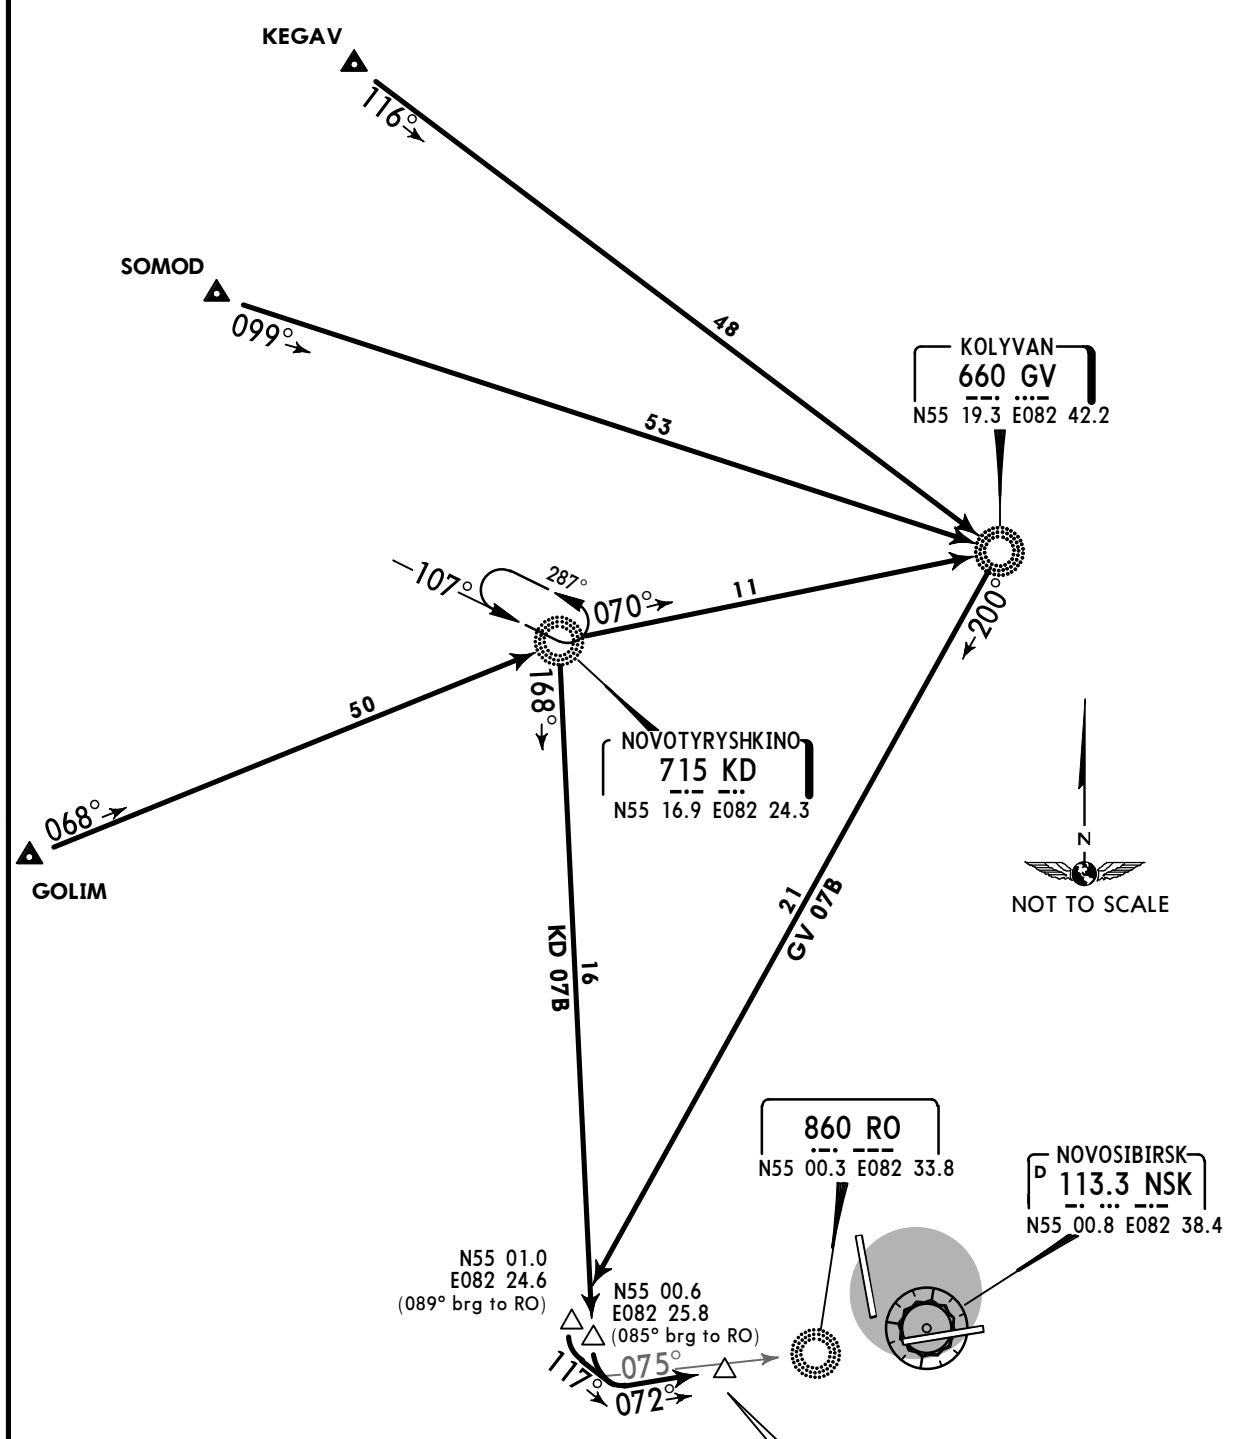 KEGAV
116°
SOMOD
099°
48
53
KOLYVAN
660 GV
N55 19.3 E082 42.2
107°
287°
070°
11
200°
168°
50
NOVOTYRYSHKINO
715 KD
N55 16.9 E082 24.3
068°
GOLIM
N
NOT TO SCALE
21
GV 07B
KD 07B
16
860 RO
N55 00.3 E082 33.8
NOVOSIBIRSK
D
113.3 NSK
N55 00.8 E082 38.4
N55 01.0
E082 24.6
(089° brg to RO)
N55 00.6
E082 25.8
(085° brg to RO)
117°
075°
072°